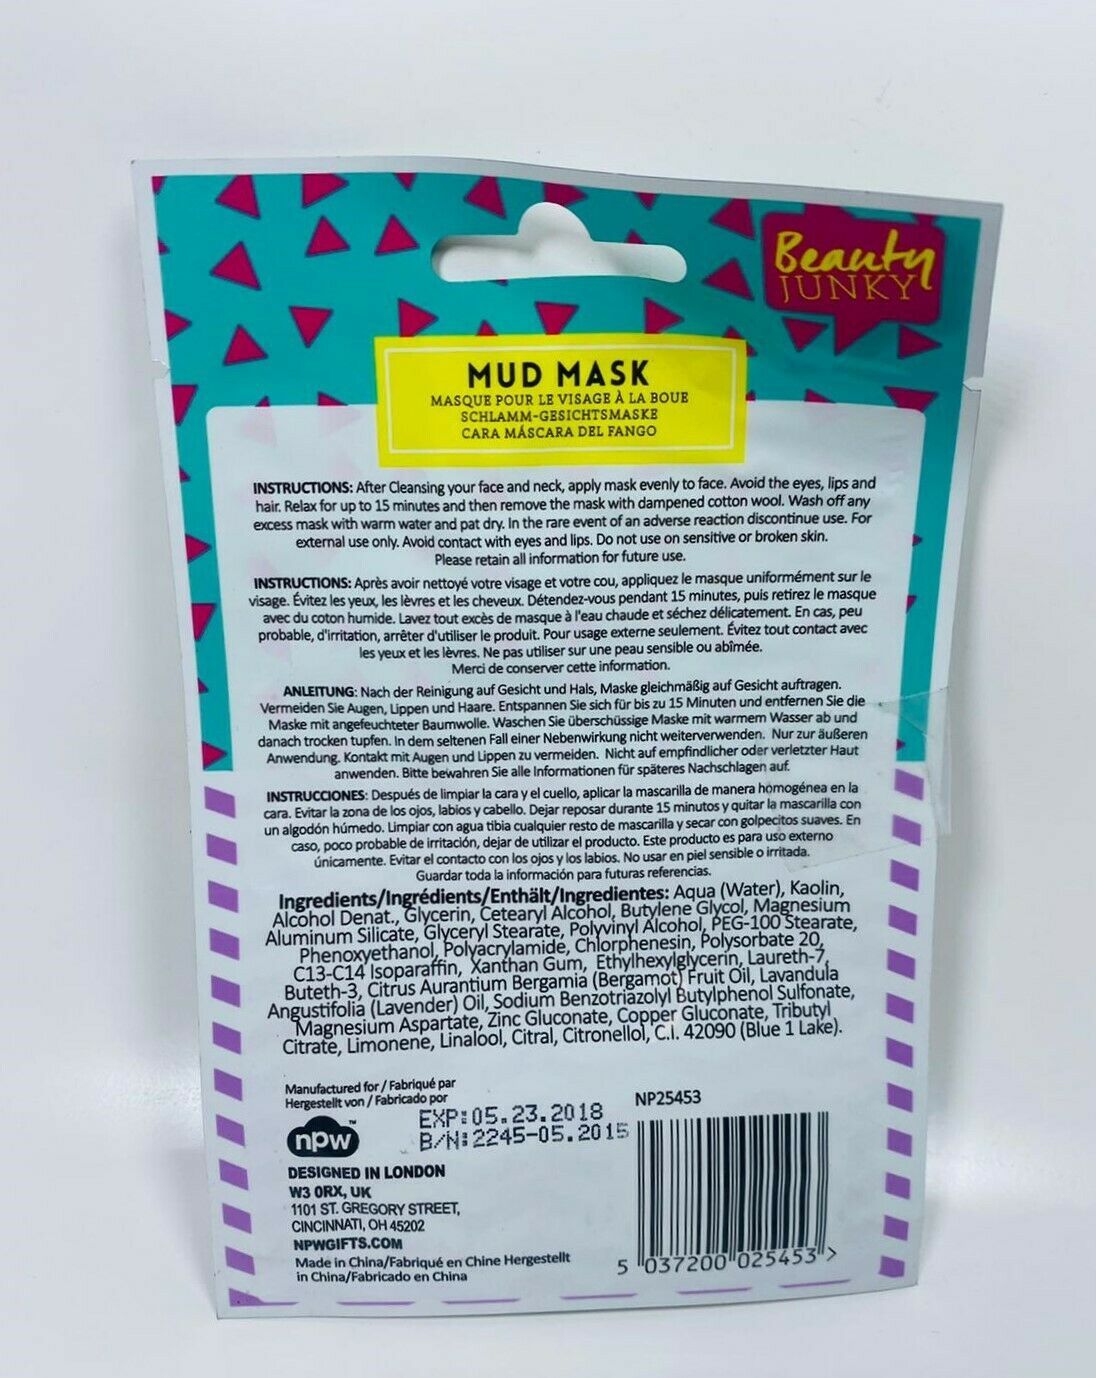 Beauty
JUNKY
MUD MASK
MASQUE POUR LE VISAGE À LA BOUE
SCHLAMM-GESICHTSMASKE
CARA MÁSCARA DEL FANGO
INSTRUCTIONS: After Cleansing your face and neck, apply mask evenly to face. Avoid the eyes, lips and
hair. Relax for up to 15 minutes and then remove the mask with dampened cotton wool. Wash off any
excess mask with warm water and pat dry. In the rare event of an adverse reaction discontinue use. For
external use only. Avoid contact with eyes and lips. Do not use on sensitive or broken skin.
Please retain all information for future use.
INSTRUCTIONS: Après avoir nettoyé votre visage et votre cou, appliquez le masque uniformément sur le
visage. Évitez les yeux, les lèvres et les cheveux. Détendez-vous pendant 15 minutes, puis retirez le masque
avec du coton humide. Lavez tout excès de masque à l'eau chaude et séchez délicatement. En cas, peu
probable, d'irritation, arrêter d'utiliser le produit. Pour usage externe seulement. Évitez tout contact avec
les yeux et les lèvres. Ne pas utiliser sur une peau sensible ou abîmée.
Merci de conserver cette information.
ANLEITUNG: Nach der Reinigung auf Gesicht und Hals, Maske gleichmäßig auf Gesicht auftragen.
Vermeiden Sie Augen, Lippen und Haare. Entspannen Sie sich für bis zu 15 Minuten und entfernen Sie die
Maske mit angefeuchteter Baumwolle. Waschen Sie überschüssige Maske mit warmem Wasser ab und
danach trocken tupfen. In dem seltenen Fall einer Nebenwirkung nicht weiterverwenden. Nur zur äußeren
Anwendung. Kontakt mit Augen und Lippen zu vermeiden. Nicht auf empfindlicher oder verletzter Haut
anwenden. Bitte bewahren Sie alle Informationen für späteres Nachschlagen auf.
INSTRUCCIONES: Después de limpiar la cara y el cuello, aplicar la mascarilla de manera homogénea en la
cara. Evitar la zona de los ojos, labios y cabello. Dejar reposar durante 15 minutos y quitar la mascarilla con
un algodón húmedo. Limpiar con agua tibia cualquier resto de mascarilla y secar con golpecitos suaves. En
caso, poco probable de irritación, dejar de utilizar el producto. Este producto es para uso externo
únicamente. Evitar el contacto con los ojos y los labios. No usar en piel sensible o irritada.
Guardar toda la información para futuras referencias.
Ingredients/Ingrédients/Enthält/Ingredientes: Aqua (Water), Kaolin,
Alcohol Denat., Glycerin, Cetearyl Alcohol, Butylene Glycol, Magnesium
Aluminum Silicate, Glyceryl Stearate, Polyvinyl Alcohol, PEG-100 Stearate,
Phenoxyethanol, Polyacrylamide, Chlorphenesin, Polysorbate 20,
C13-C14 Isoparaffin, Xanthan Gum, Ethylhexylglycerin, Laureth-7,
Buteth-3, Citrus Aurantium Bergamia (Bergamot) Fruit Oil, Lavandula
Angustifolia (Lavender) Oil, Sodium Benzotriazolyl Butylphenol Sulfonate,
Magnesium Aspartate, Zinc Gluconate, Copper Gluconate, Tributyl
Citrate, Limonene, Linalool, Citral, Citronellol, C.I. 42090 (Blue 1 Lake).
Manufactured for / Fabriqué par
Hergestellt von / Fabricado por
npw™
EXP:05.23.2018
B/N:2245-05.2015
NP25453
DESIGNED IN LONDON
W3 0RX, UK
1101 ST. GREGORY STREET,
CINCINNATI, OH 45202
NPWGIFTS.COM
Made in China/Fabriqué en Chine Hergestellt
in China/Fabricado en China
5 037200 025453 >